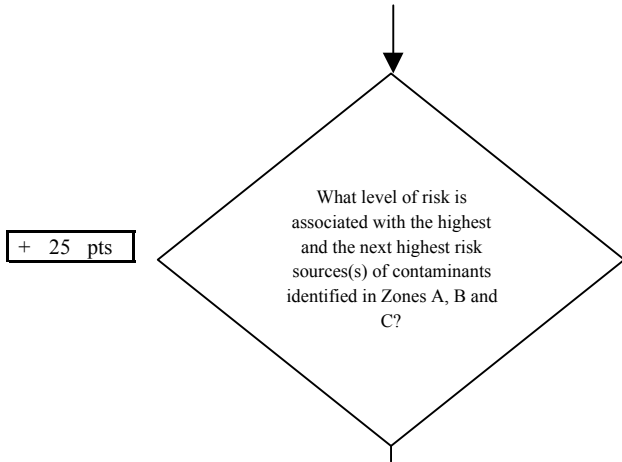 What level of risk is
associated with the highest
and the next highest risk
sources(s) of contaminants
identified in Zones A, B and
C?
+ 25 pts